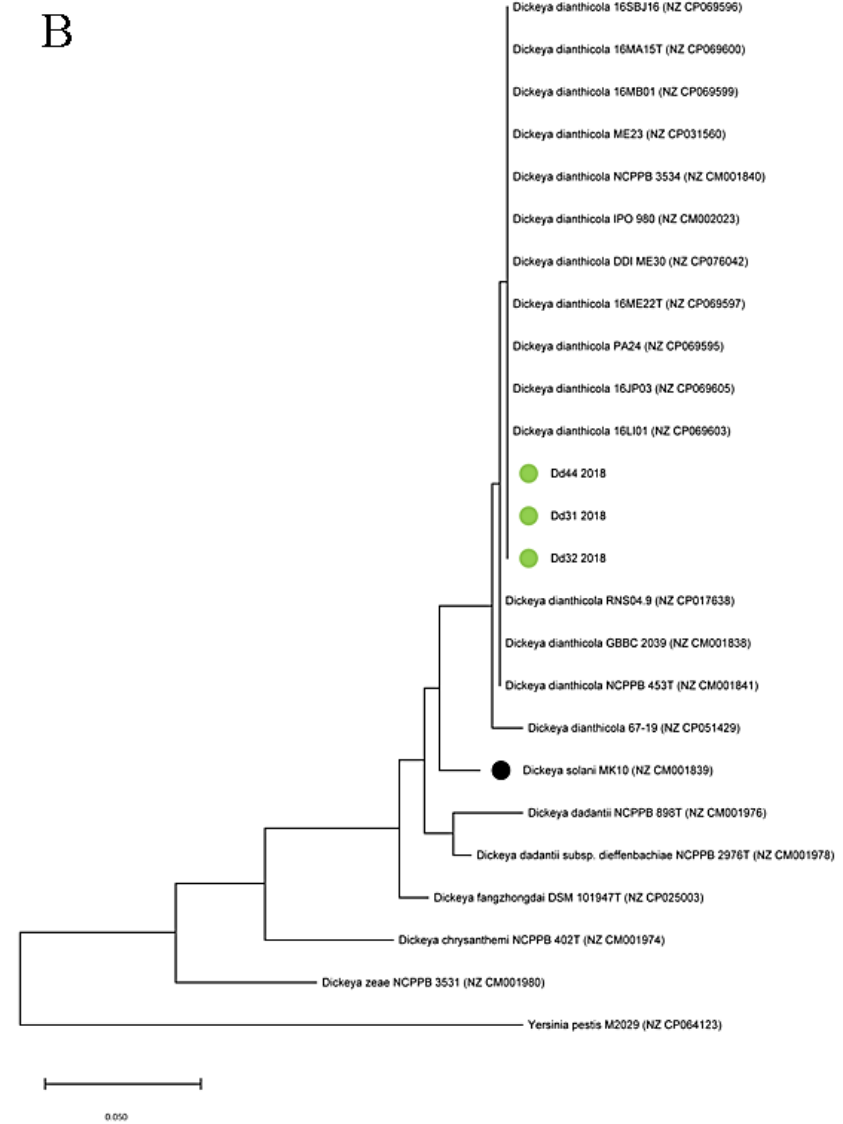 B
Dickeya dianthicola 16SBJ16 (NZ CP069596)
Dickeya dianthicola 16MA15T (NZ CP069600)
Dickeya dianthicola 16MB01 (NZ CP069599)
Dickeya dianthicola ME23 (NZ CP031560)
Dickeya dianthicola NCPPB 3534 (NZ CM001840)
Dickeya dianthicola IPO 980 (NZ CM002023)
Dickeya dianthicola DDI ME30 (NZ CP076042)
Dickeya dianthicola 16ME22T (NZ CP069597)
Dickeya dianthicola PA24 (NZ CP069595)
Dickeya dianthicola 16JP03 (NZ CP069605)
Dickeya dianthicola 16LI01 (NZ CP069603)
Dd44 2018
Dd31 2018
Dd32 2018
Dickeya dianthicola RNS04.9 (NZ CP017638)
Dickeya dianthicola GBBC 2039 (NZ CM001838)
Dickeya dianthicola NCPPB 453T (NZ CM001841)
Dickeya dianthicola 67-19 (NZ CP051429)
Dickeya solani MK10 (NZ CM001839)
Dickeya dadantii NCPPB 898T (NZ CM001976)
Dickeya dadantii subsp. dieffenbachiae NCPPB 2976T (NZ CM001978)
Dickeya fangzhongdai DSM 101947T (NZ CP025003)
Dickeya chrysanthemi NCPPB 402T (NZ CM001974)
Dickeya zeae NCPPB 3531 (NZ CM001980)
Yersinia pestis M2029 (NZ CP064123)
0.050